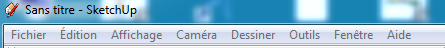 Sans titre - SketchUp
Fichier Édition Affichage Caméra Dessiner Outils Fenêtre Aide